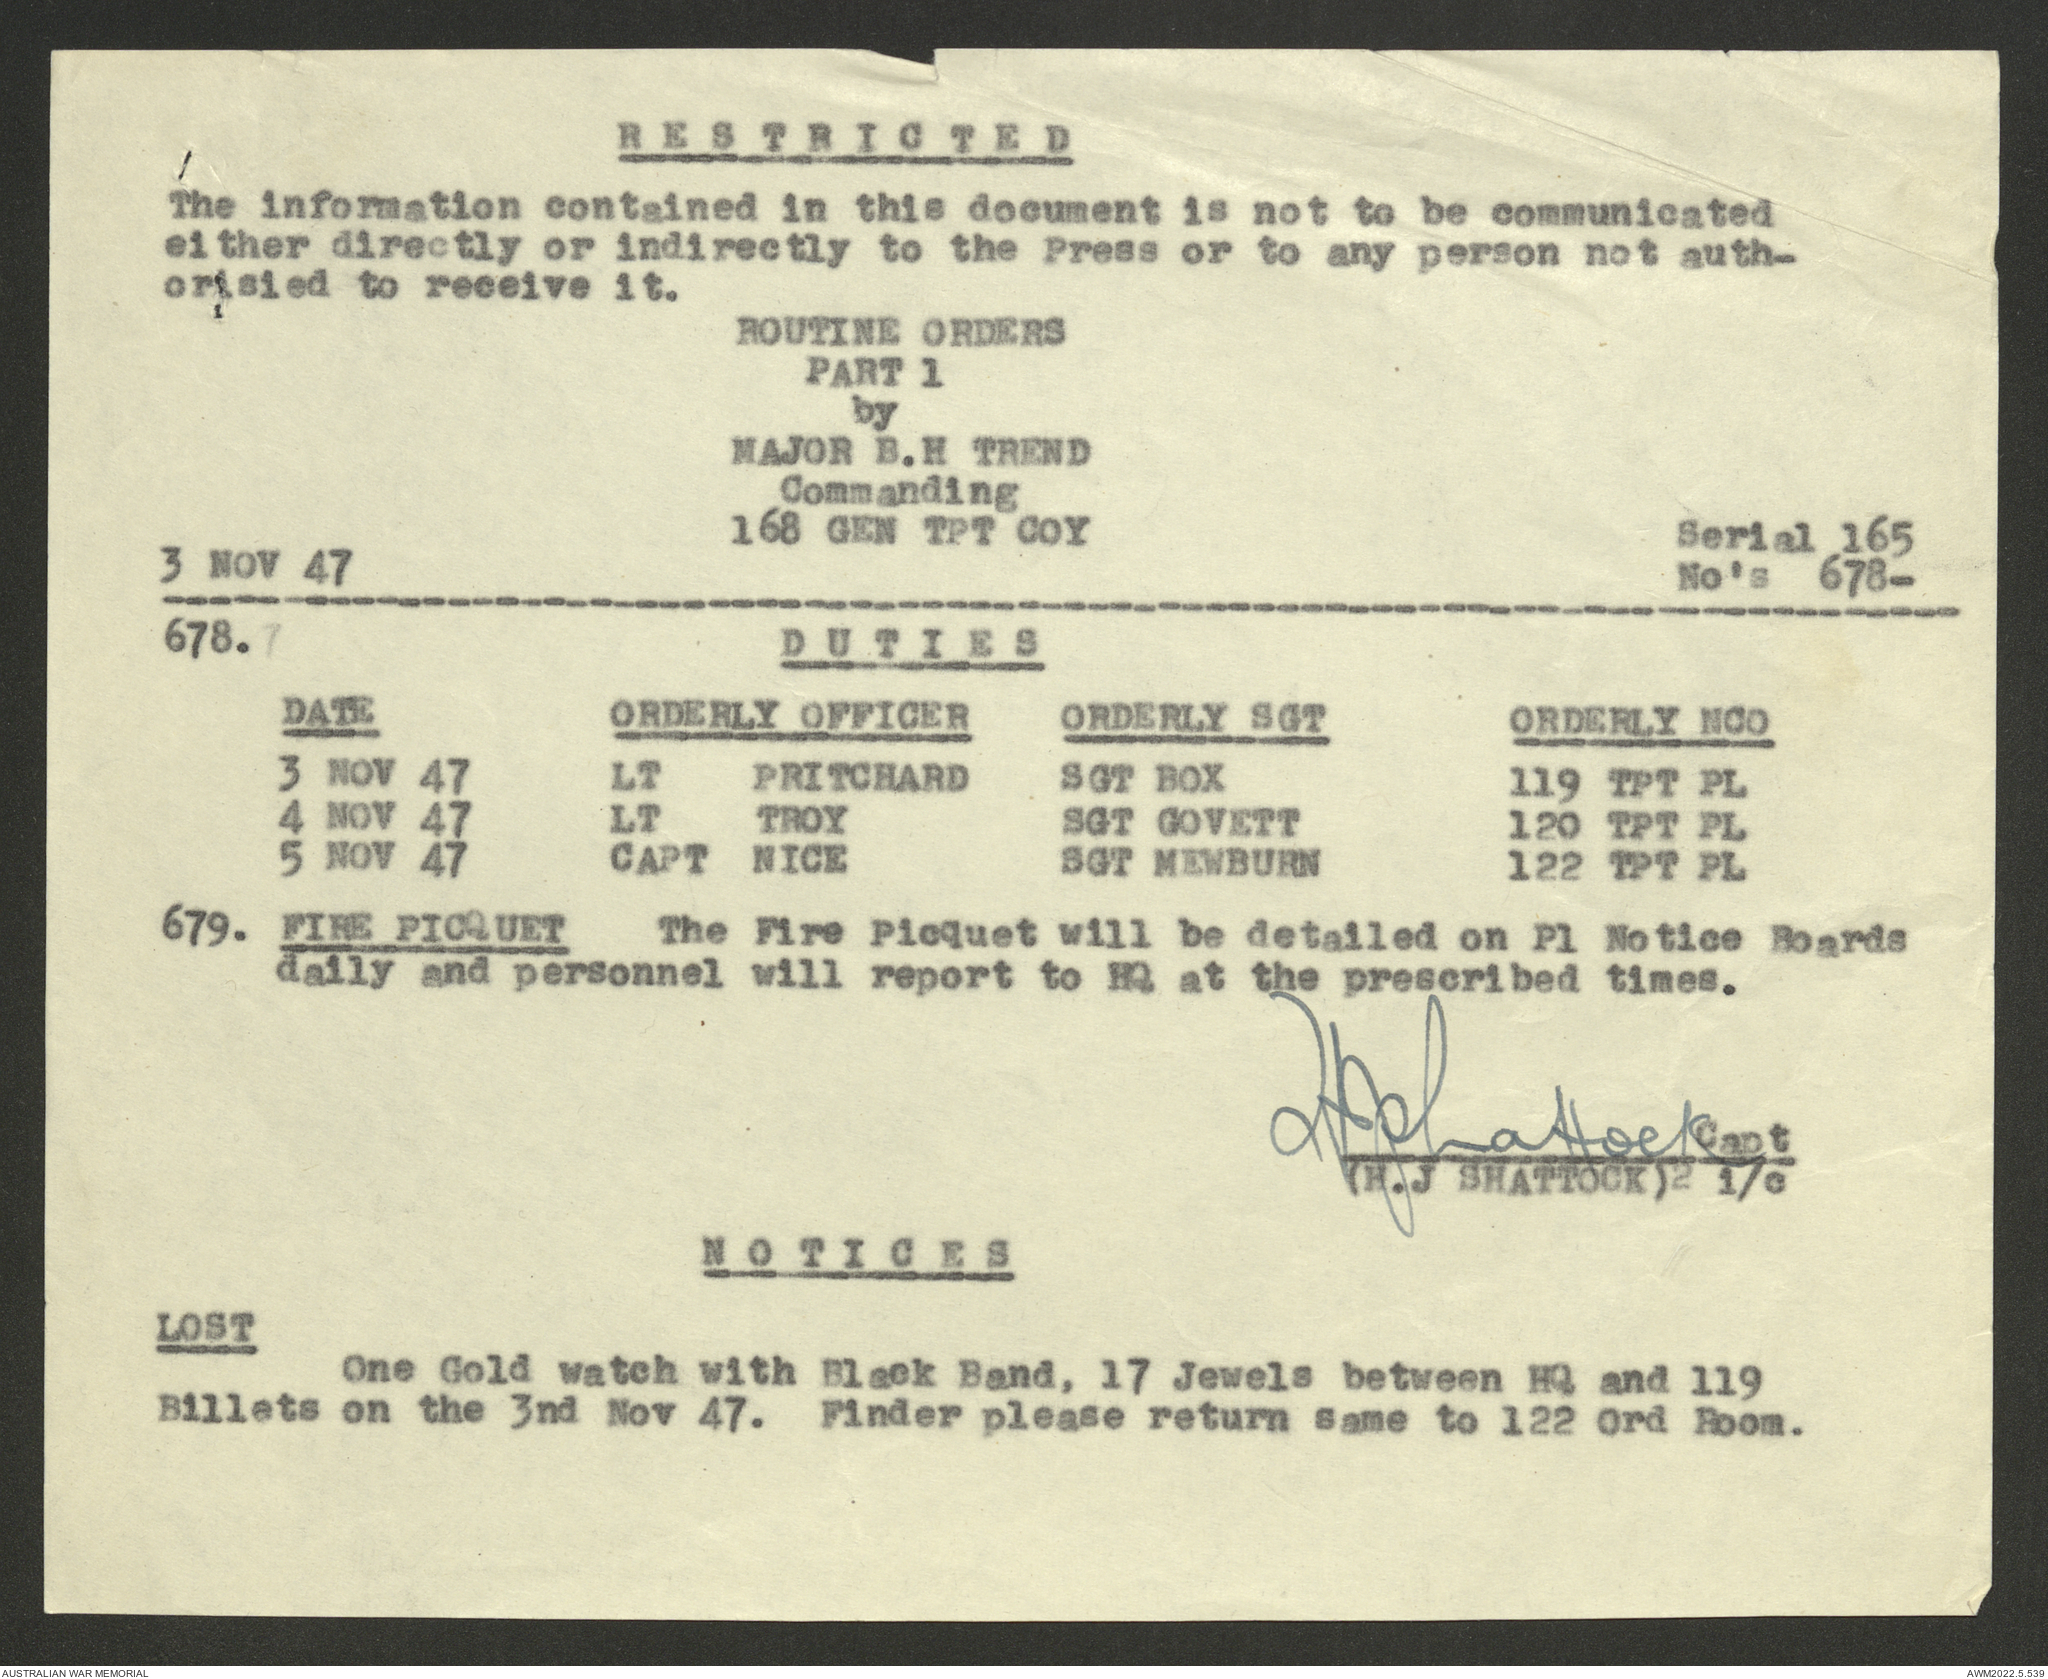 R E S T R I C T E D
The information contained in this document is not to be communicated
either directly or indirectly to the Press or to any person not auth-
orisied to receive it.
ROUTINE ORDERS
PART 1
by
MAJOR B.H TREND
Commanding
168 GEN TPT COY
Serial 165
3 NOV 47
No's 678-
678.
D U T I E S
DATE ORDERLY OFFICER ORDERLY SGT ORDERLY NCO
3 NOV 47 LT PRITCHARD SGT BOX 119 TPT PL
4 NOV 47 LT TROY SGT GOVETT 120 TPT PL
5 NOV 47 CAPT NICE SGT MEWBURN 122 TPT PL
679. FIRE PICQUET The Fire Picquet will be detailed on Pl Notice Boards
daily and personnel will report to HQ at the prescribed times.
HJShattock Capt
(H.J SHATTOCK)2 i/c
N O T I C E S
LOST
One Gold watch with Black Band, 17 Jewels between HQ and 119
Billets on the 3nd Nov 47. Finder please return same to 122 Ord Room.
AUSTRALIAN WAR MEMORIAL
AWM2022.5.539